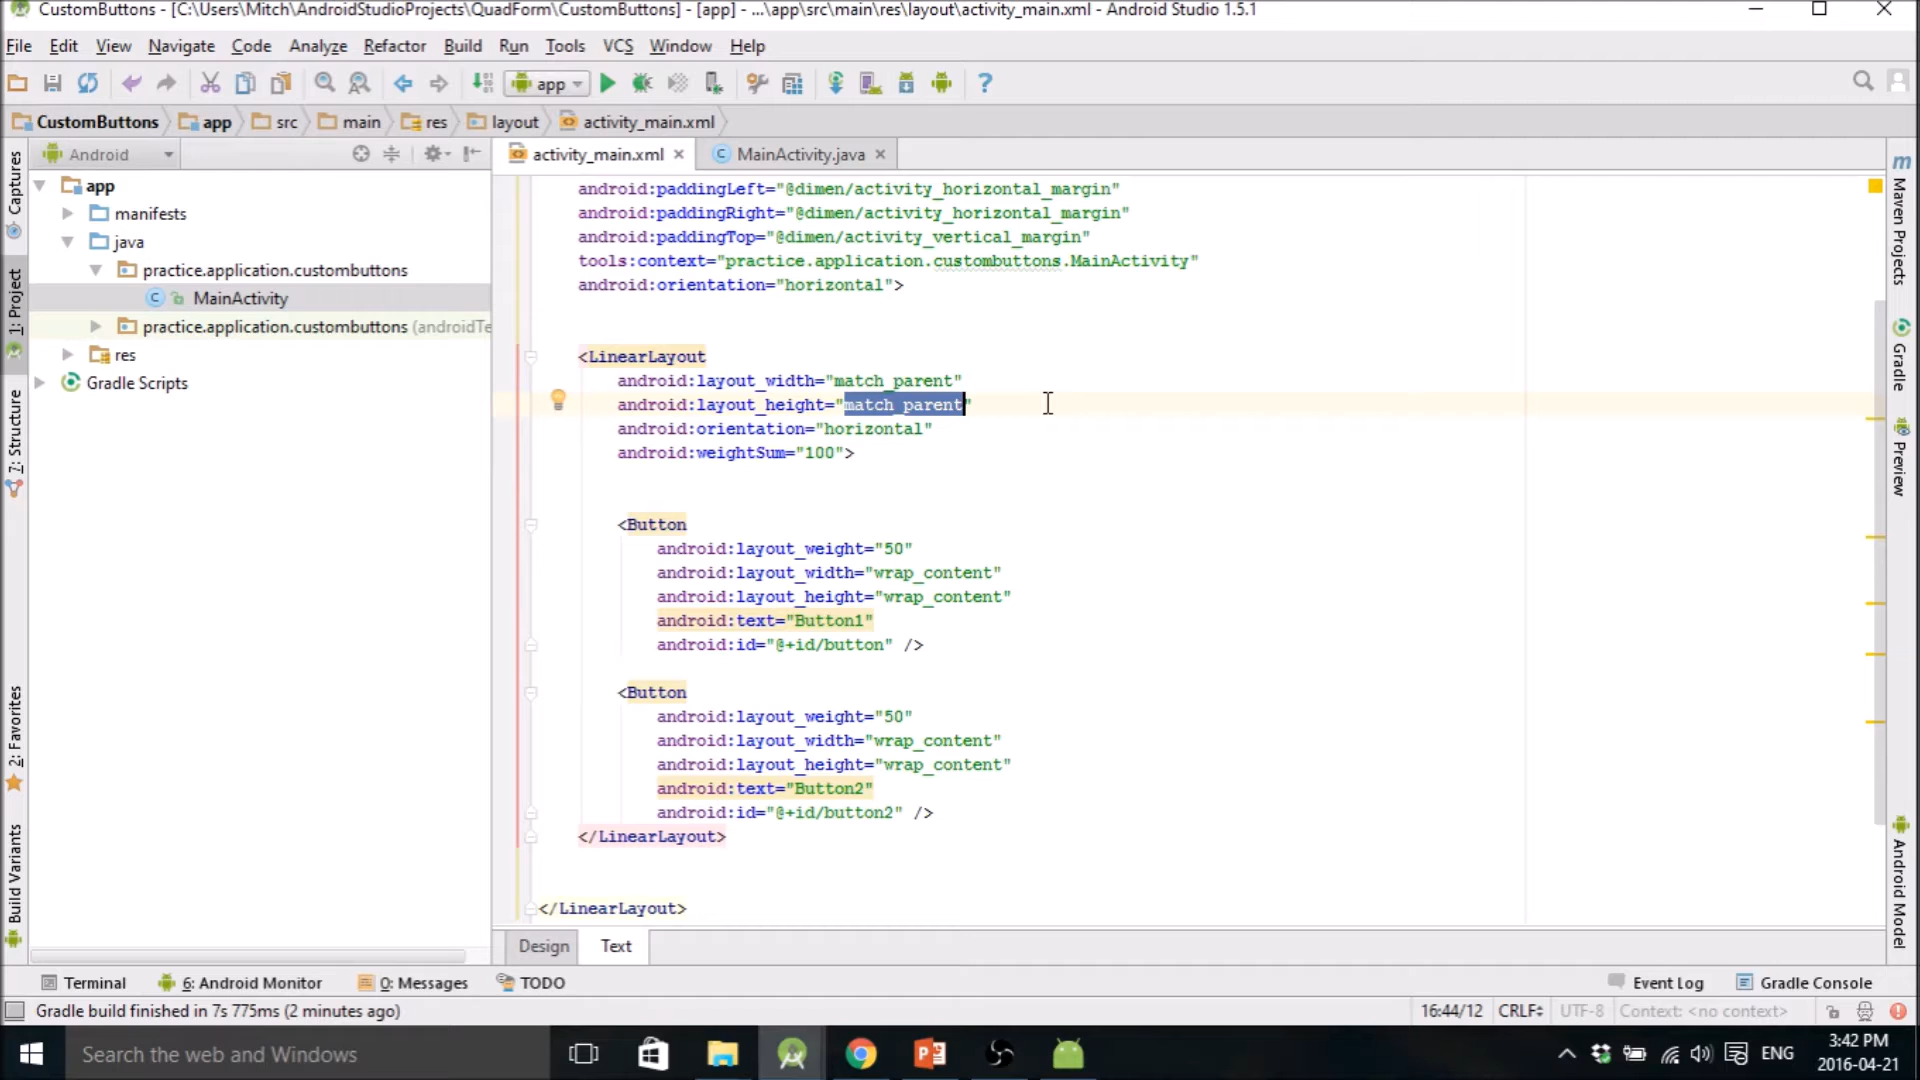 CustomButtons - [C:\Users\Mitch\AndroidStudioProjects\QuadForm\CustomButtons] - [app] - ...\app\src\main\res\layout\activity_main.xml - Android Studio 1.5.1
File Edit View Navigate Code Analyze Refactor Build Run Tools VCS Window Help
app
CustomButtons app src main res layout activity_main.xml
Android
activity_main.xml MainActivity.java
app
manifests
java
practice.application.custombuttons
MainActivity
practice.application.custombuttons (androidTe
res
Gradle Scripts
Captures
1: Project
7: Structure
2: Favorites
Build Variants
android:paddingLeft="@dimen/activity_horizontal_margin"
android:paddingRight="@dimen/activity_horizontal_margin"
android:paddingTop="@dimen/activity_vertical_margin"
tools:context="practice.application.custombuttons.MainActivity"
android:orientation="horizontal">
<LinearLayout
android:layout_width="match_parent"
android:layout_height="match_parent"
android:orientation="horizontal"
android:weightSum="100">
<Button
android:layout_weight="50"
android:layout_width="wrap_content"
android:layout_height="wrap_content"
android:text="Button1"
android:id="@+id/button" />
<Button
android:layout_weight="50"
android:layout_width="wrap_content"
android:layout_height="wrap_content"
android:text="Button2"
android:id="@+id/button2" />
</LinearLayout>
</LinearLayout>
Maven Projects
Gradle
Preview
Android Model
Design Text
Terminal 6: Android Monitor 0: Messages TODO Event Log Gradle Console
Gradle build finished in 7s 775ms (2 minutes ago) 16:44/12 CRLF UTF-8 Context: <no context>
Search the web and Windows ENG 3:42 PM
2016-04-21